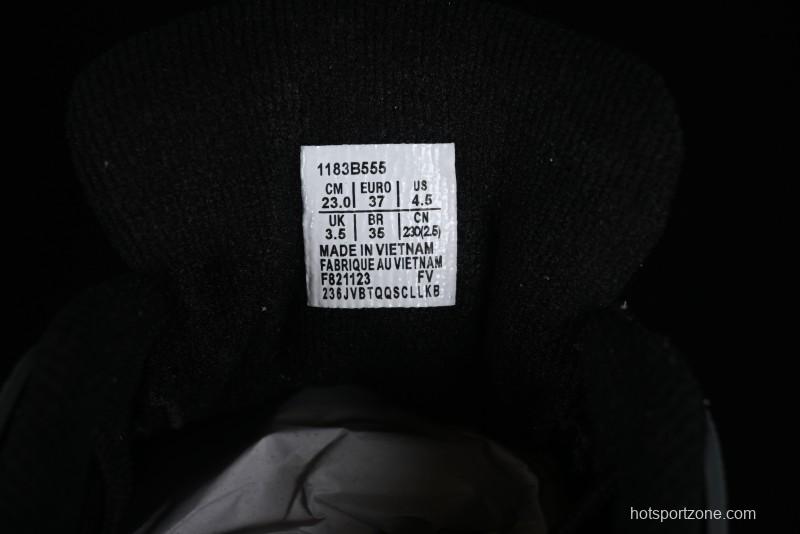 1183B555
CM EURO US
23.0 37 4.5
UK BR CN
3.5 35 230(2.5)
MADE IN VIETNAM
FABRIQUE AU VIETNAM
F821123 FV
236JVBTQQSCLLKB
hotsportzone.com